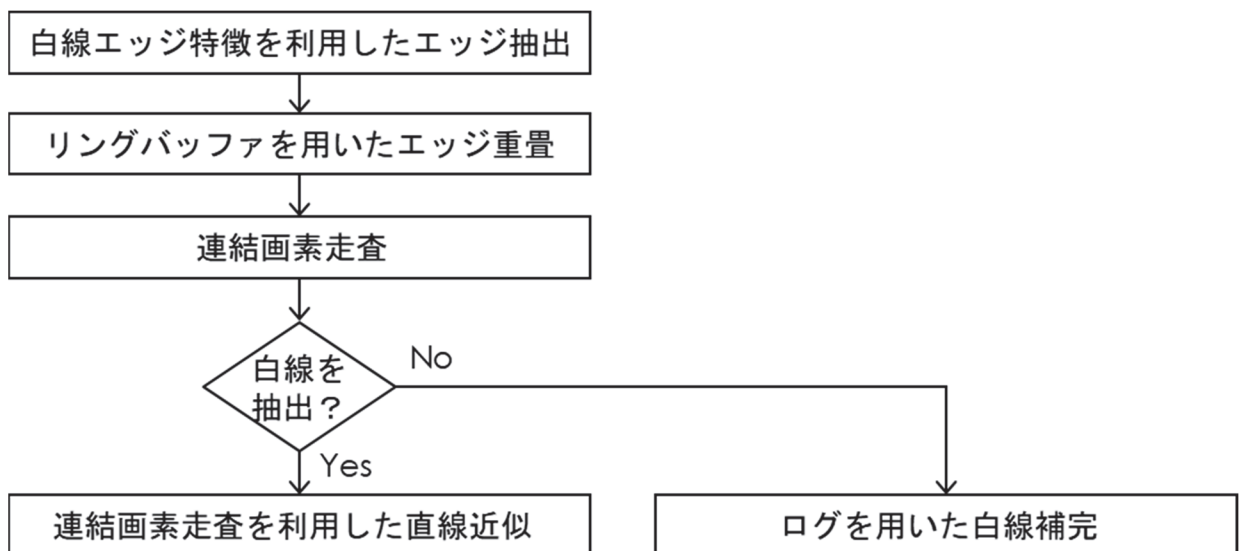 白線エッジ特徴を利用したエッジ抽出
リングバッファを用いたエッジ重畳
連結画素走査
白線を
抽出？
No
Yes
連結画素走査を利用した直線近似
ログを用いた白線補完